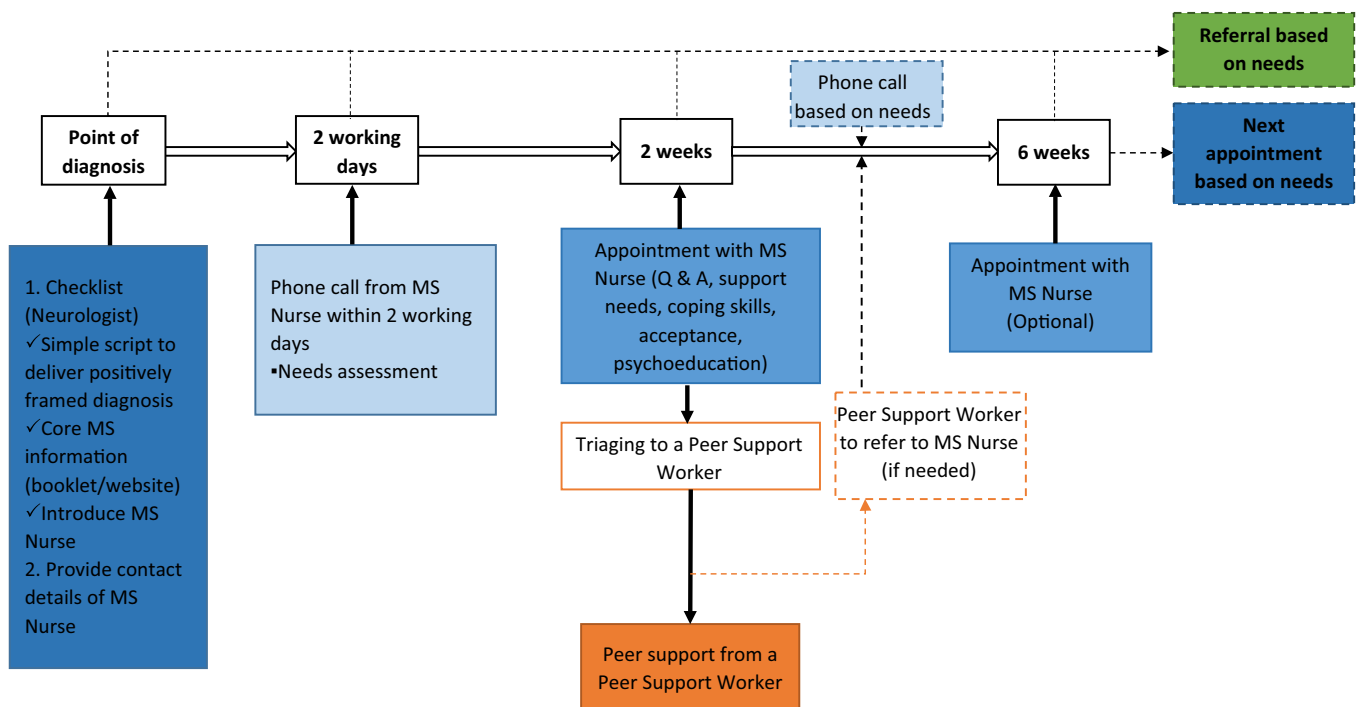 Referral based
on needs
Phone call
based on needs
Point of
diagnosis
2 working
days
2 weeks
6 weeks
Next
appointment
based on needs
1. Checklist
(Neurologist)
✓Simple script to
deliver positively
framed diagnosis
✓Core MS
information
(booklet/website)
✓Introduce MS
Nurse
2. Provide contact
details of MS
Nurse
Phone call from MS
Nurse within 2 working
days
▪Needs assessment
Appointment with MS
Nurse (Q & A, support
needs, coping skills,
acceptance,
psychoeducation)
Appointment with
MS Nurse
(Optional)
Triaging to a Peer Support
Worker
Peer Support Worker
to refer to MS Nurse
(if needed)
Peer support from a
Peer Support Worker